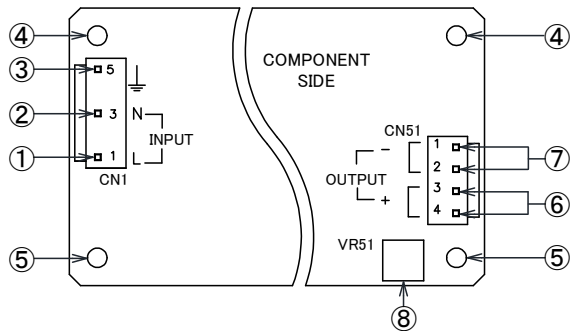 ④
④
COMPONENT
SIDE
③
5
②
3
N
INPUT
①
1
L
CN1
CN51
1
−
2
⑦
OUTPUT
3
+
4
⑥
VR51
⑤
⑤
⑧